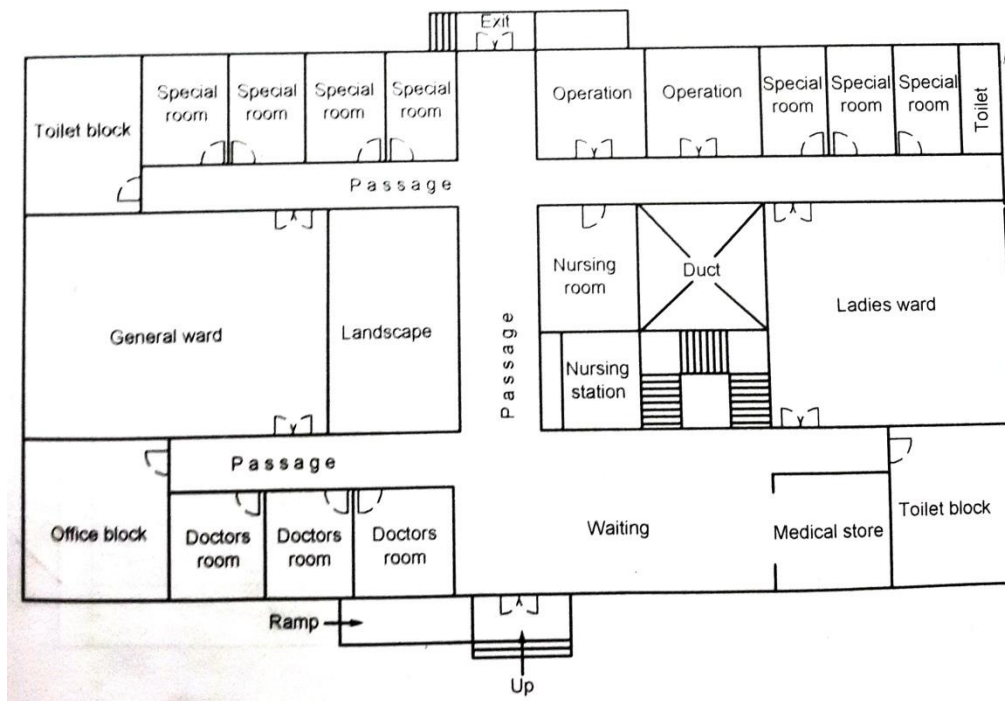 Exit
Toilet block
Special
room
Special
room
Special
room
Special
room
Operation
Operation
Special
room
Special
room
Special
room
Toilet
Passage
General ward
Landscape
Passage
Nursing
room
Duct
Ladies ward
Nursing
station
Passage
Office block
Doctors
room
Doctors
room
Doctors
room
Waiting
Medical store
Toilet block
Ramp
Up